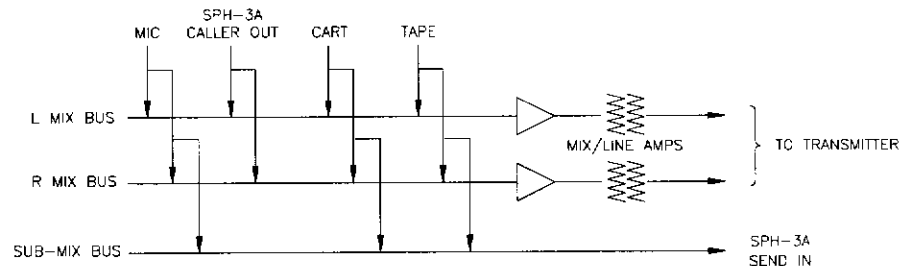 SPH-3A
MIC CALLER OUT CART TAPE
L MIX BUS
MIX/LINE AMPS
TO TRANSMITTER
R MIX BUS
SUB-MIX BUS
SPH-3A
SEND IN